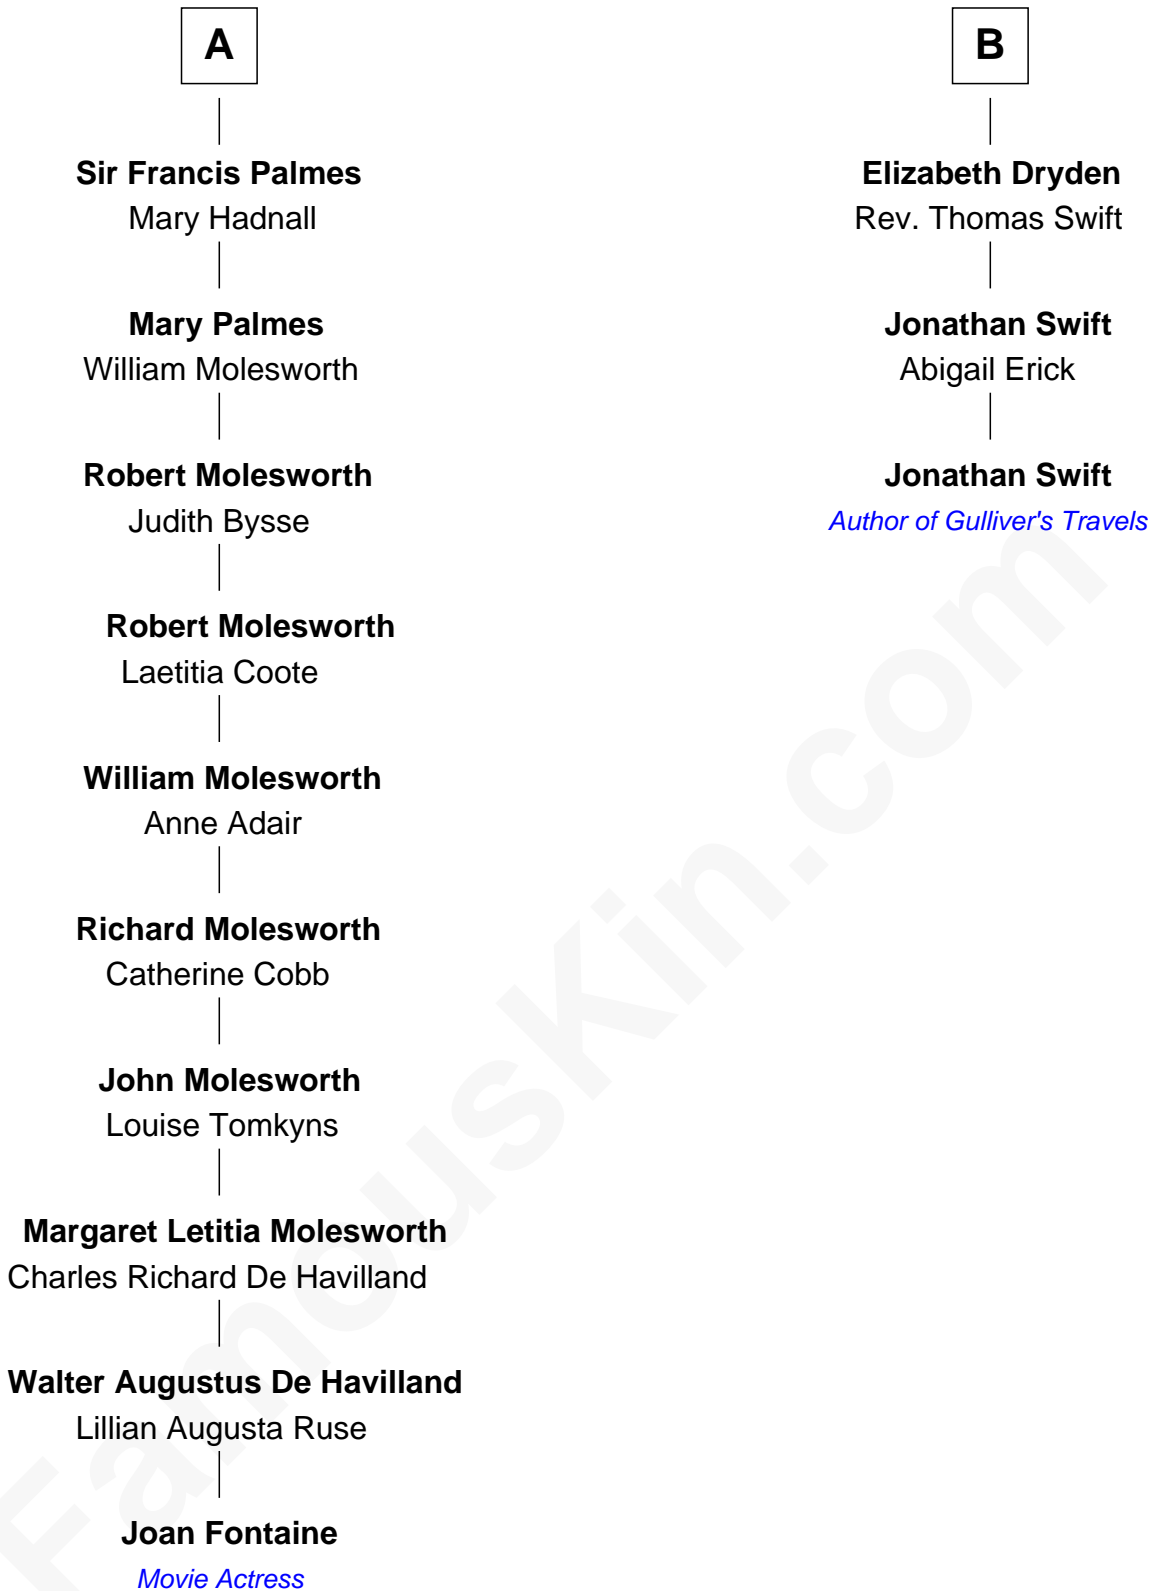 A
Sir Francis Palmes
Mary Hadnall
Mary Palmes
William Molesworth
Robert Molesworth
Judith Bysse
Robert Molesworth
Laetitia Coote
William Molesworth
Anne Adair
Richard Molesworth
Catherine Cobb
John Molesworth
Louise Tomkyns
Margaret Letitia Molesworth
Charles Richard De Havilland
Walter Augustus De Havilland
Lillian Augusta Ruse
Joan Fontaine
Movie Actress
B
Elizabeth Dryden
Rev. Thomas Swift
Jonathan Swift
Abigail Erick
Jonathan Swift
Author of Gulliver's Travels
FamousKin.com